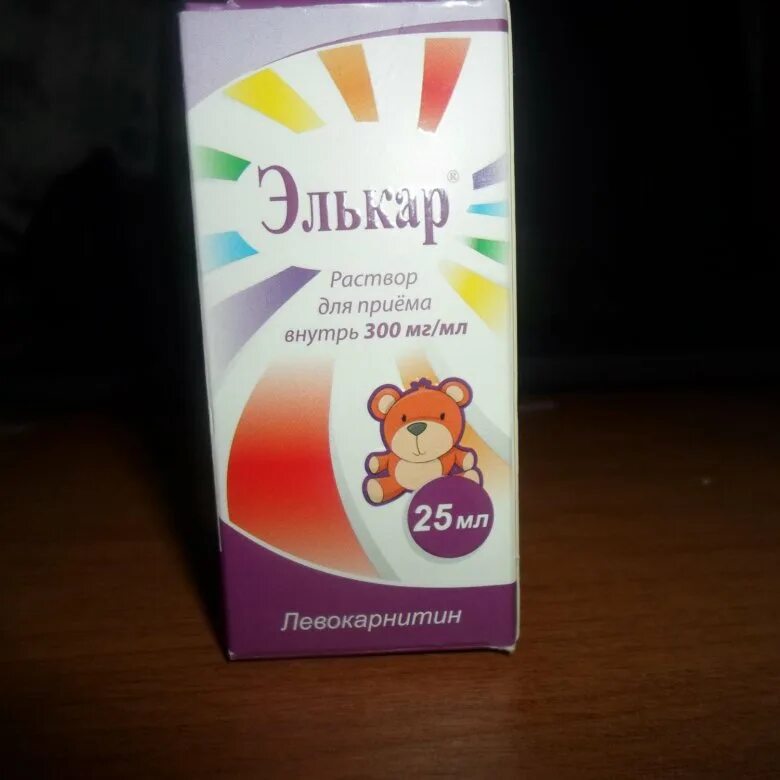 Элькар®
Раствор
для приёма
внутрь 300 мг/мл
25 мл
Левокарнитин